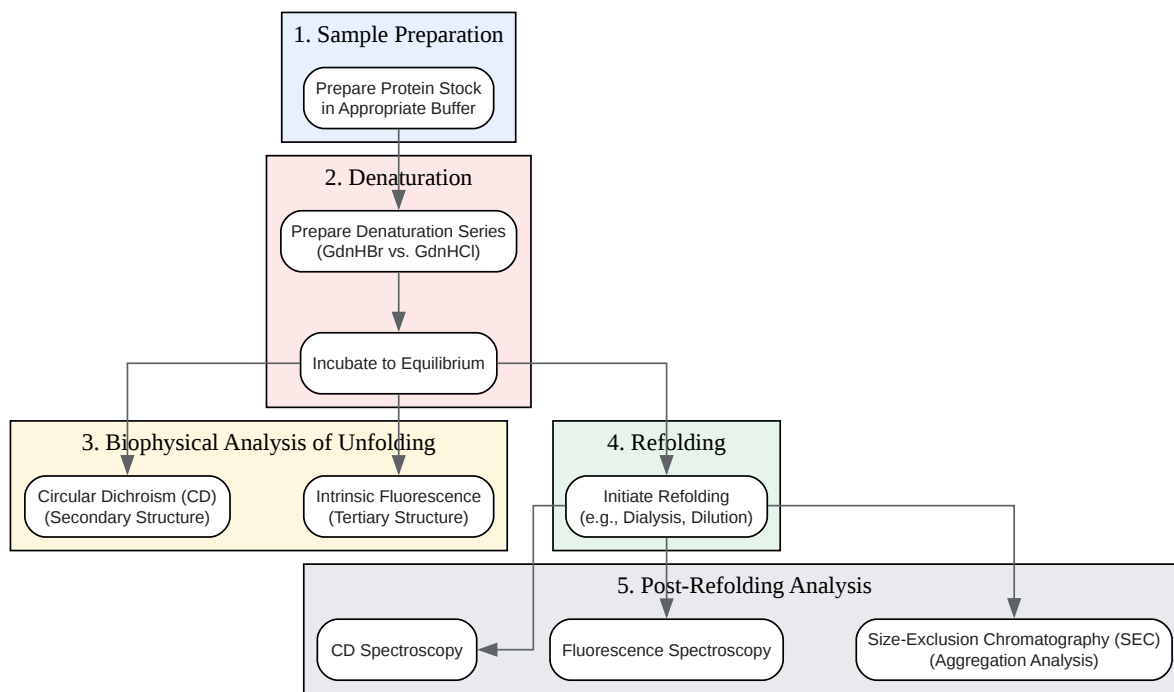 1. Sample Preparation
Prepare Protein Stock
in Appropriate Buffer
2. Denaturation
Prepare Denaturation Series
(GdnHBr vs. GdnHCl)
Incubate to Equilibrium
3. Biophysical Analysis of Unfolding
Circular Dichroism (CD)
(Secondary Structure)
Intrinsic Fluorescence
(Tertiary Structure)
4. Refolding
Initiate Refolding
(e.g., Dialysis, Dilution)
5. Post-Refolding Analysis
CD Spectroscopy
Fluorescence Spectroscopy
Size-Exclusion Chromatography (SEC)
(Aggregation Analysis)